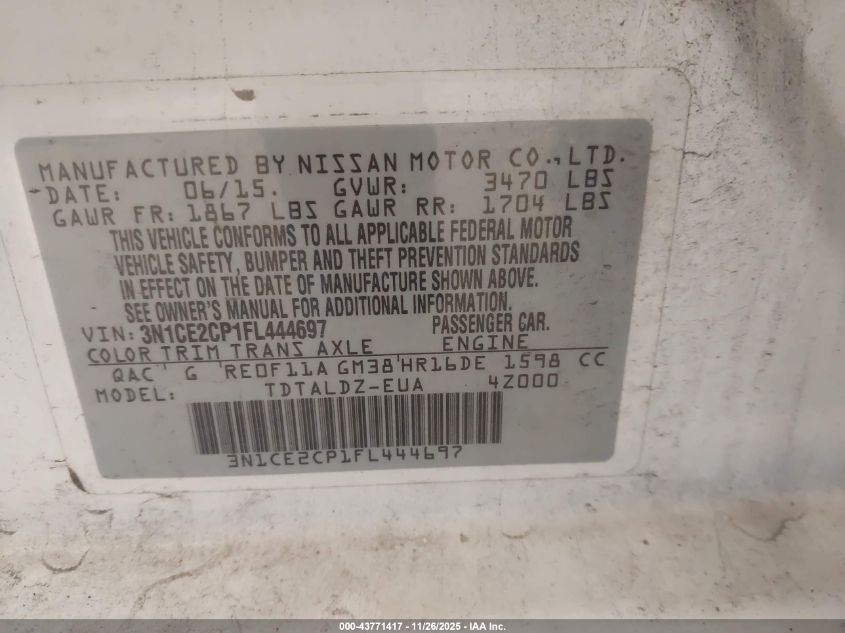 MANUFACTURED BY NISSAN MOTOR CO., LTD.
DATE: 06/15. GVWR: 3470 LBS
GAWR FR: 1867 LBS GAWR RR: 1704 LBS
THIS VEHICLE CONFORMS TO ALL APPLICABLE FEDERAL MOTOR
VEHICLE SAFETY, BUMPER AND THEFT PREVENTION STANDARDS
IN EFFECT ON THE DATE OF MANUFACTURE SHOWN ABOVE.
SEE OWNER'S MANUAL FOR ADDITIONAL INFORMATION.
VIN: 3N1CE2CP1FL444697 PASSENGER CAR.
COLOR TRIM TRANS AXLE ENGINE
QAC G RE0F11A GM38 HR16DE 1598 CC
MODEL: TDTALDZ-EUA 4Z000
3N1CE2CP1FL444697
000-43771417 - 11/26/2025 - IAA Inc.